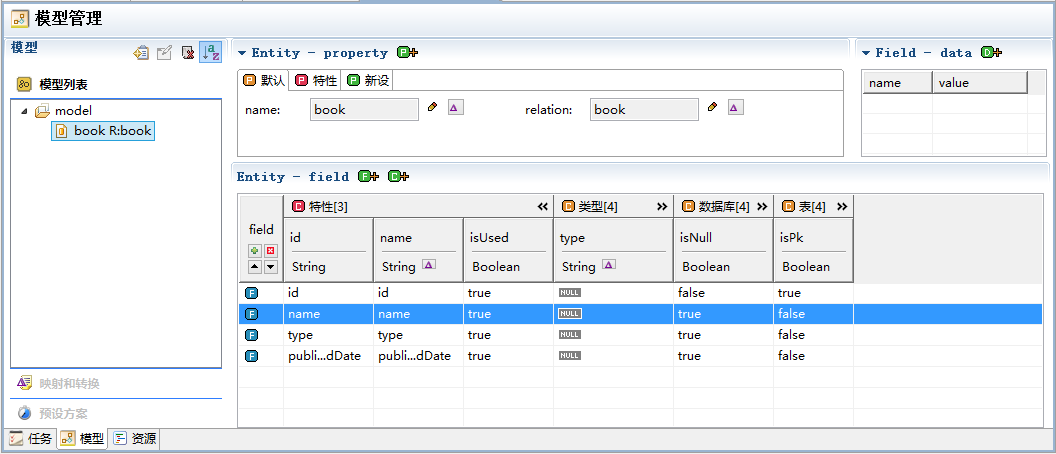 模型管理
模型
模型列表
model
book R:book
映射和转换
预设方案
Entity - property
默认 特性 新设
name: book relation: book
Field - data
name value
Entity - field
field 特性[3] 类型[4] 数据库[4] 表[4]
id name isUsed type isNull isPk
String String Boolean String Boolean Boolean
id id true NULL false true
name name true NULL true false
type type true NULL true false
publi...dDate publi...dDate true NULL true false
任务 模型 资源